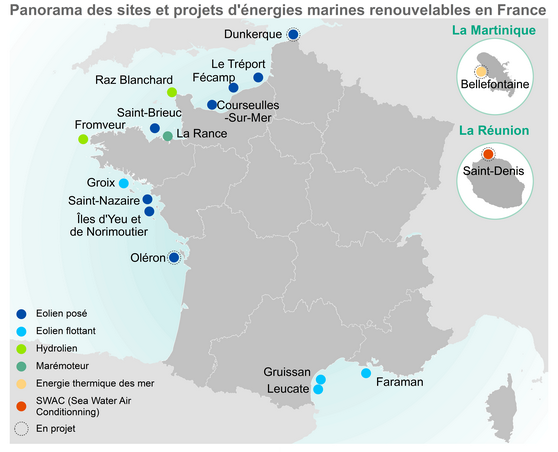 Panorama des sites et projets d'énergies marines renouvelables en France
La Martinique
Dunkerque
Le Tréport
Fécamp
Raz Blanchard
Bellefontaine
Courseulles
-Sur-Mer
Saint-Brieuc
Fromveur
La Rance
La Réunion
Saint-Denis
Groix
Saint-Nazaire
Îles d'Yeu et
de Norimoutier
Oléron
Eolien posé
Eolien flottant
Hydrolien
Marémoteur
Energie thermique des mer
SWAC (Sea Water Air
Conditionning)
En projet
Gruissan
Leucate
Faraman